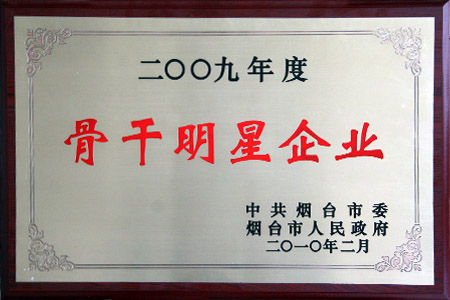 二〇〇九年度
骨干明星企业
中共烟台市委
烟台市人民政府
二〇一〇年二月